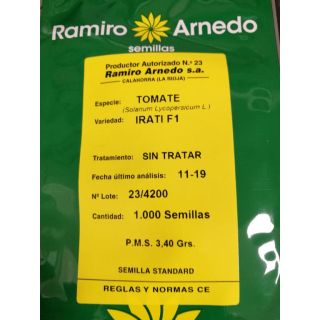 Ramiro Arnedo
semillas
Productor Autorizado N.º 23
Ramiro Arnedo s.a.
CALAHORRA (LA RIOJA)
Especie: TOMATE
(Solanum Lycopersicum L.)
Variedad: IRATI F1
Tratamiento: SIN TRATAR
Fecha último análisis: 11-19
Nº Lote: 23/4200
Cantidad: 1.000 Semillas
P.M.S. 3,40 Grs.
SEMILLA STANDARD
REGLAS Y NORMAS CE